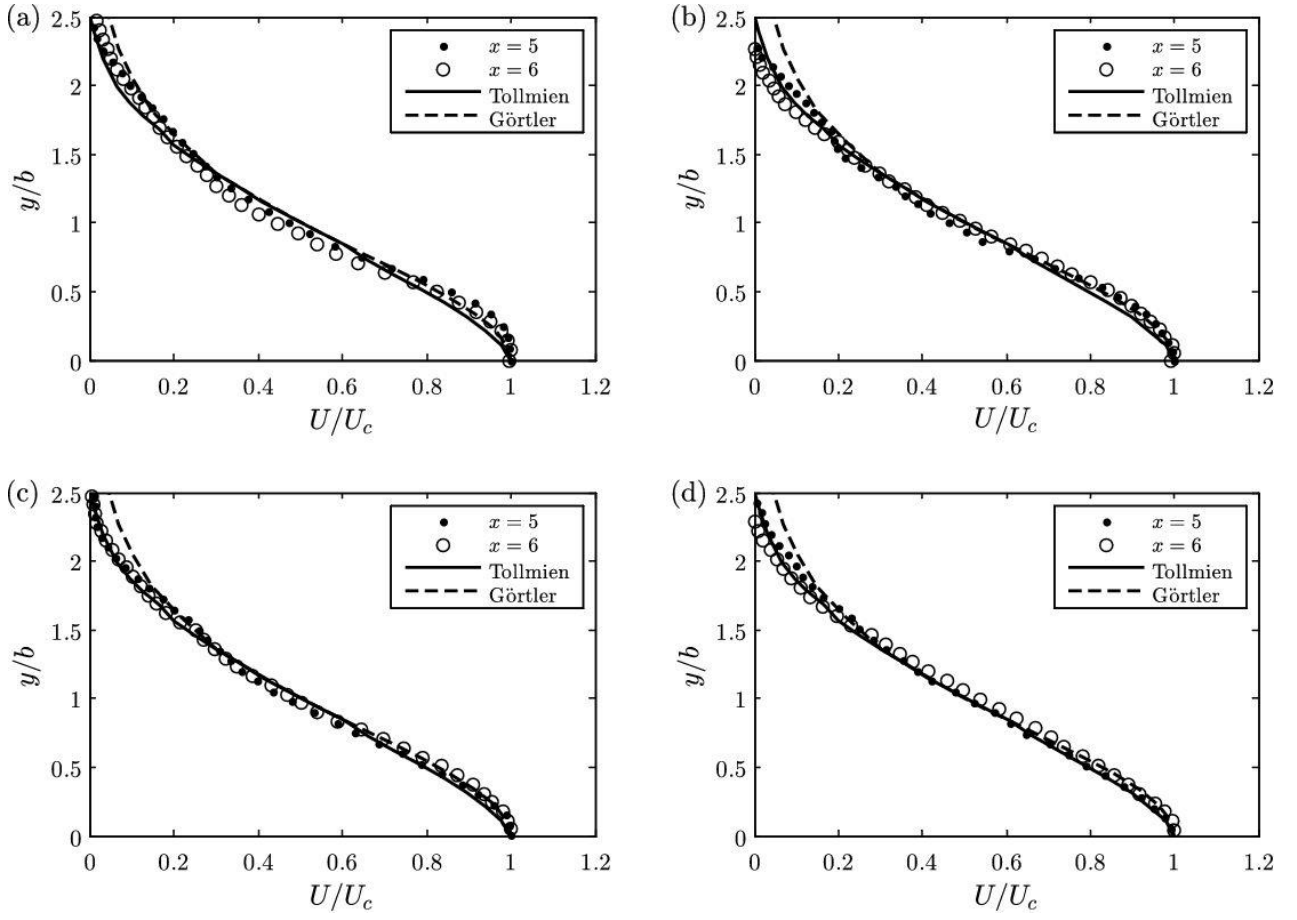 (a)
2.5
2
1.5
1
0.5
0
y/b
0 0.2 0.4 0.6 0.8 1 1.2
U/U_c
x = 5
x = 6
Tollmien
Görtler
(b)
2.5
2
1.5
1
0.5
0
y/b
0 0.2 0.4 0.6 0.8 1 1.2
U/U_c
x = 5
x = 6
Tollmien
Görtler
(c)
2.5
2
1.5
1
0.5
0
y/b
0 0.2 0.4 0.6 0.8 1 1.2
U/U_c
x = 5
x = 6
Tollmien
Görtler
(d)
2.5
2
1.5
1
0.5
0
y/b
0 0.2 0.4 0.6 0.8 1 1.2
U/U_c
x = 5
x = 6
Tollmien
Görtler